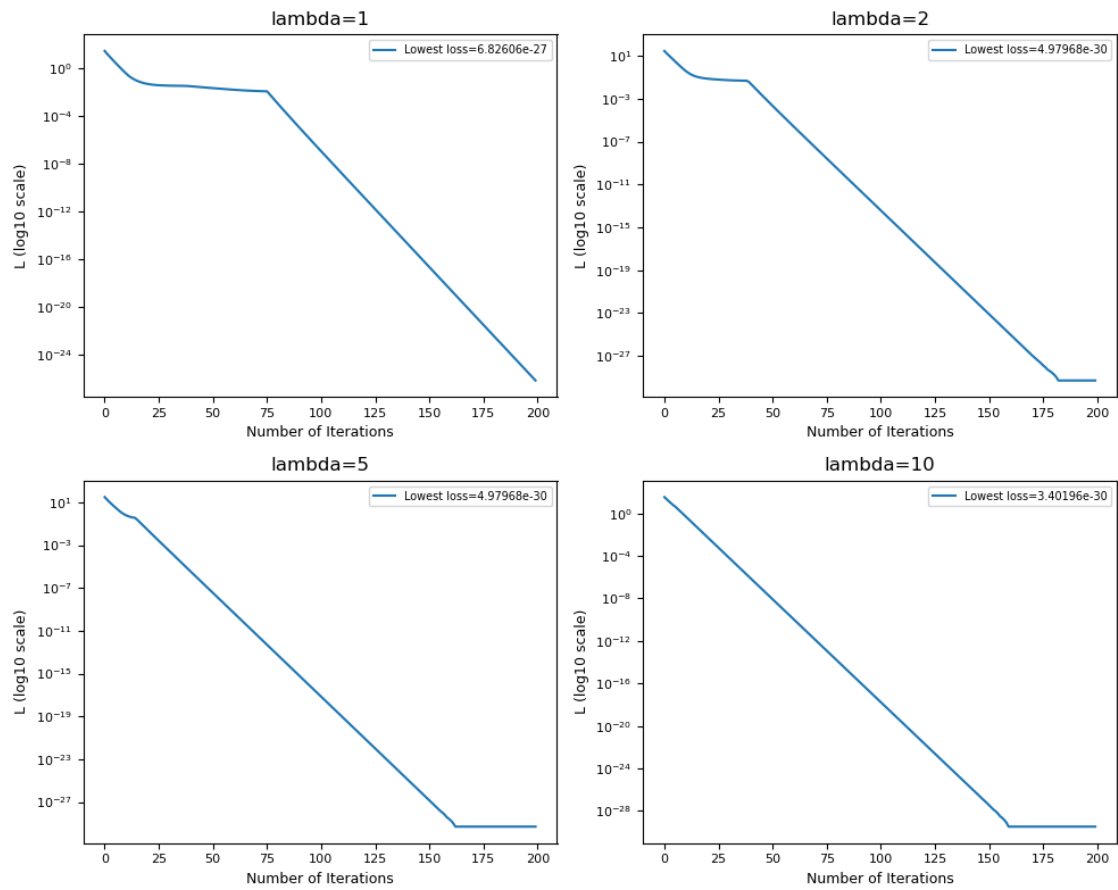 lambda=1
Lowest loss=6.82606e-27
L (log10 scale)
10^0
10^-4
10^-8
10^-12
10^-16
10^-20
10^-24
0 25 50 75 100 125 150 175 200
Number of Iterations
lambda=2
Lowest loss=4.97968e-30
L (log10 scale)
10^1
10^-3
10^-7
10^-11
10^-15
10^-19
10^-23
10^-27
0 25 50 75 100 125 150 175 200
Number of Iterations
lambda=5
Lowest loss=4.97968e-30
L (log10 scale)
10^1
10^-3
10^-7
10^-11
10^-15
10^-19
10^-23
10^-27
0 25 50 75 100 125 150 175 200
Number of Iterations
lambda=10
Lowest loss=3.40196e-30
L (log10 scale)
10^0
10^-4
10^-8
10^-12
10^-16
10^-20
10^-24
10^-28
0 25 50 75 100 125 150 175 200
Number of Iterations